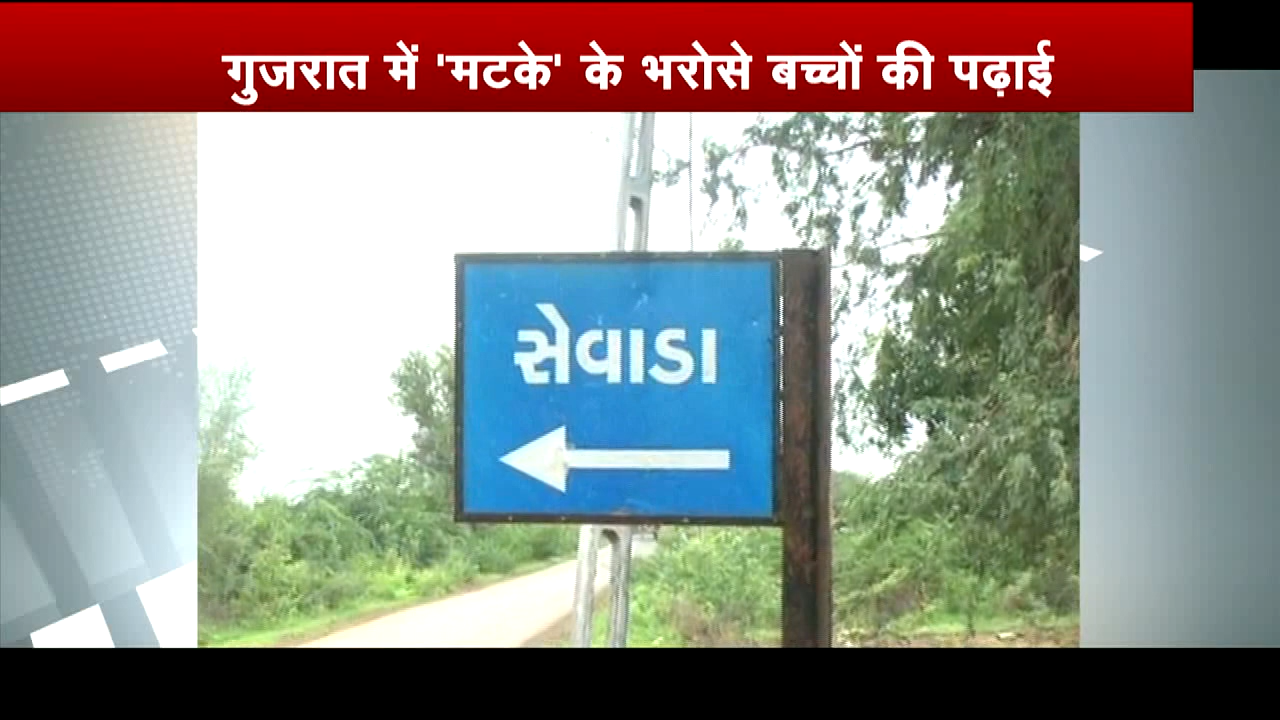 गुजरात में 'मटके' के भरोसे बच्चों की पढ़ाई
સેવાડા